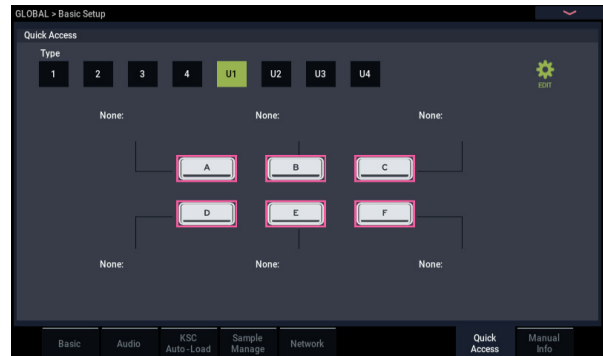 GLOBAL > Basic Setup
Quick Access
Type
1 2 3 4 U1 U2 U3 U4
EDIT
None: None: None:
A B C
D E F
None: None: None:
Basic Audio KSC Auto-Load Sample Manage Network Quick Access Manual Info